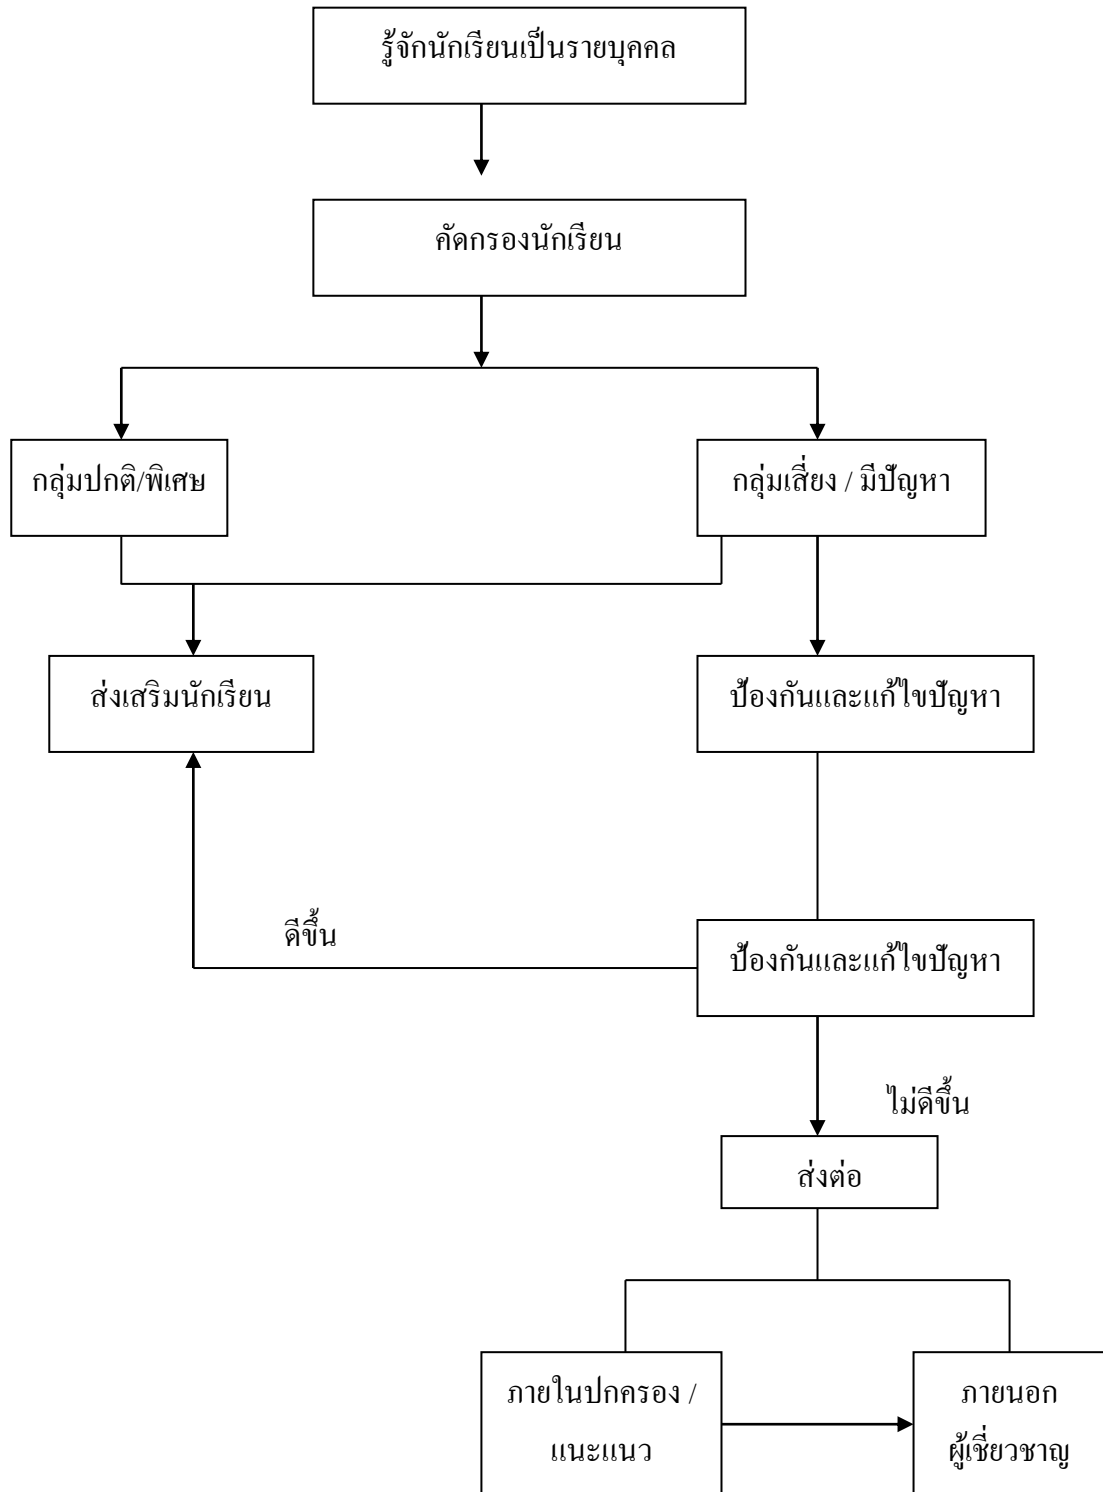 รู้จักนักเรียนเป็นรายบุคคล
คัดกรองนักเรียน
กลุ่มปกติ/พิเศษ
กลุ่มเสี่ยง / มีปัญหา
ส่งเสริมนักเรียน
ป้องกันและแก้ไขปัญหา
ดีขึ้น
ป้องกันและแก้ไขปัญหา
ไม่ดีขึ้น
ส่งต่อ
ภายในปกครอง /
แนะแนว
ภายนอก
ผู้เชี่ยวชาญ